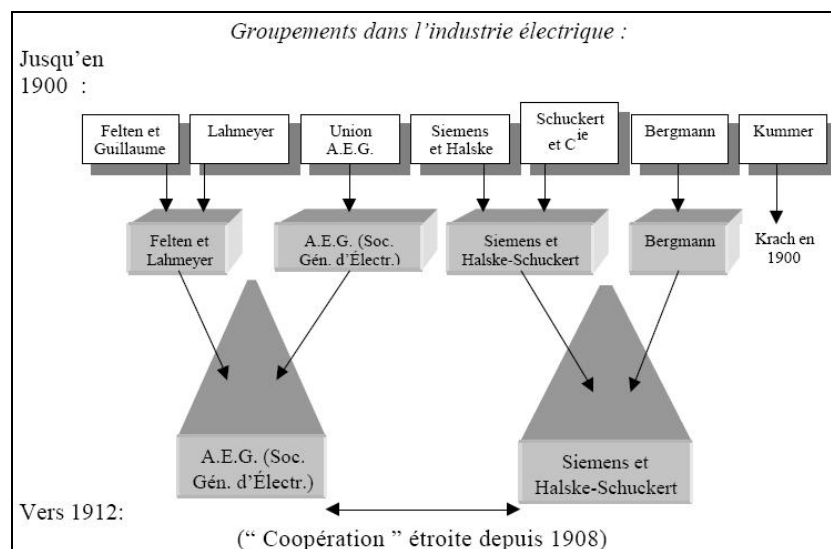 Groupements dans l'industrie électrique :
Jusqu'en
1900 :
Felten et
Guillaume
Lahmeyer
Union
A.E.G.
Siemens
et Halske
Schuckert
et Cie
Bergmann
Kummer
Felten et
Lahmeyer
A.E.G. (Soc.
Gén. d'Électr.)
Siemens et
Halske-Schuckert
Bergmann
Krach en
1900
A.E.G. (Soc.
Gén. d'Électr.)
Siemens et
Halske-Schuckert
Vers 1912:
(“ Coopération ” étroite depuis 1908)